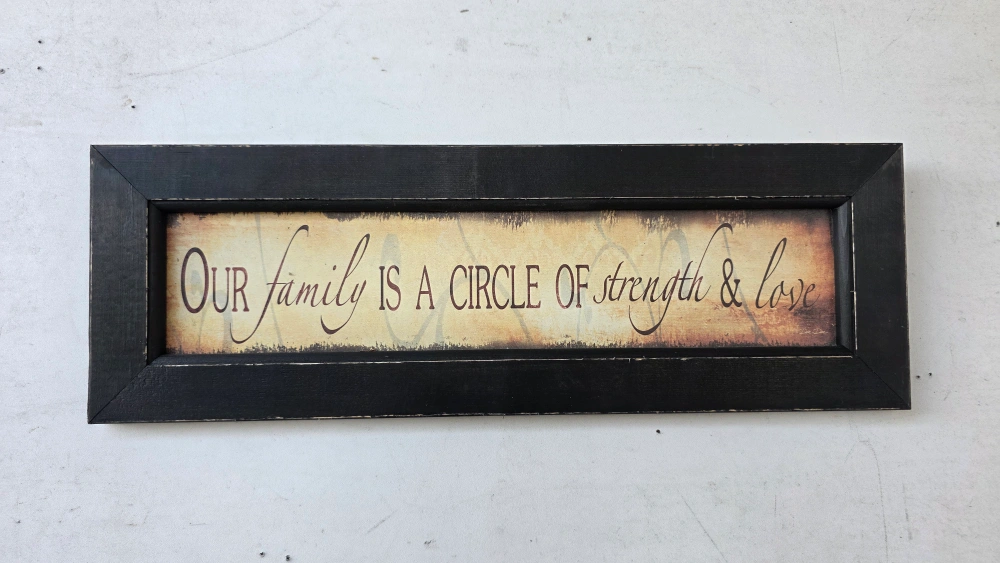 Our family is a circle of strength & love